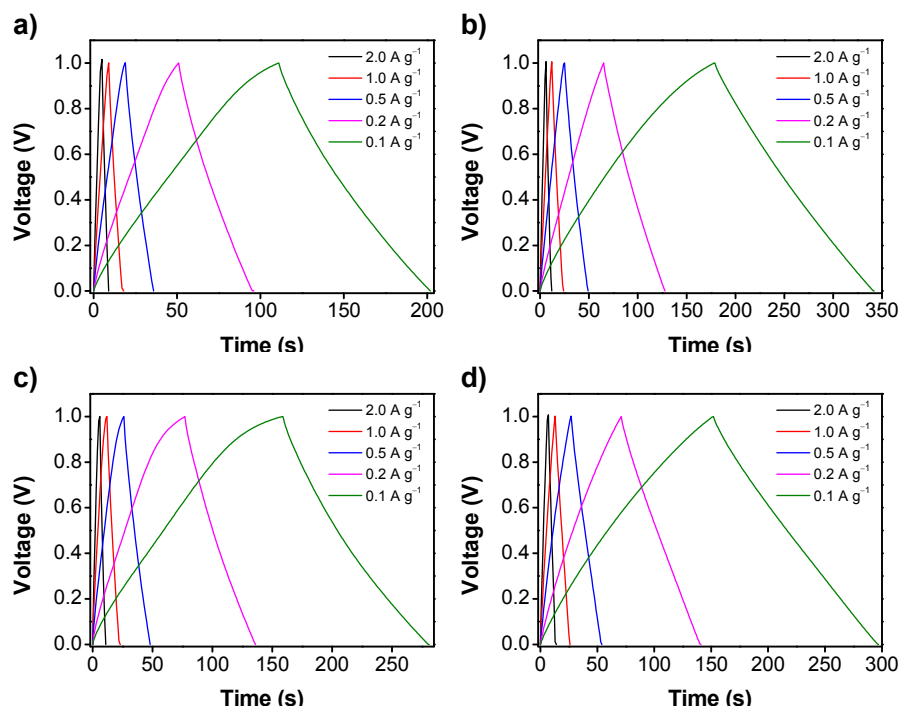 a)
Voltage (V)
1.0
0.8
0.6
0.4
0.2
0.0
2.0 A g⁻¹
1.0 A g⁻¹
0.5 A g⁻¹
0.2 A g⁻¹
0.1 A g⁻¹
0 50 100 150 200
Time (s)
b)
Voltage (V)
1.0
0.8
0.6
0.4
0.2
0.0
2.0 A g⁻¹
1.0 A g⁻¹
0.5 A g⁻¹
0.2 A g⁻¹
0.1 A g⁻¹
0 50 100 150 200 250 300 350
Time (s)
c)
Voltage (V)
1.0
0.8
0.6
0.4
0.2
0.0
2.0 A g⁻¹
1.0 A g⁻¹
0.5 A g⁻¹
0.2 A g⁻¹
0.1 A g⁻¹
0 50 100 150 200 250
Time (s)
d)
Voltage (V)
1.0
0.8
0.6
0.4
0.2
0.0
2.0 A g⁻¹
1.0 A g⁻¹
0.5 A g⁻¹
0.2 A g⁻¹
0.1 A g⁻¹
0 50 100 150 200 250 300
Time (s)